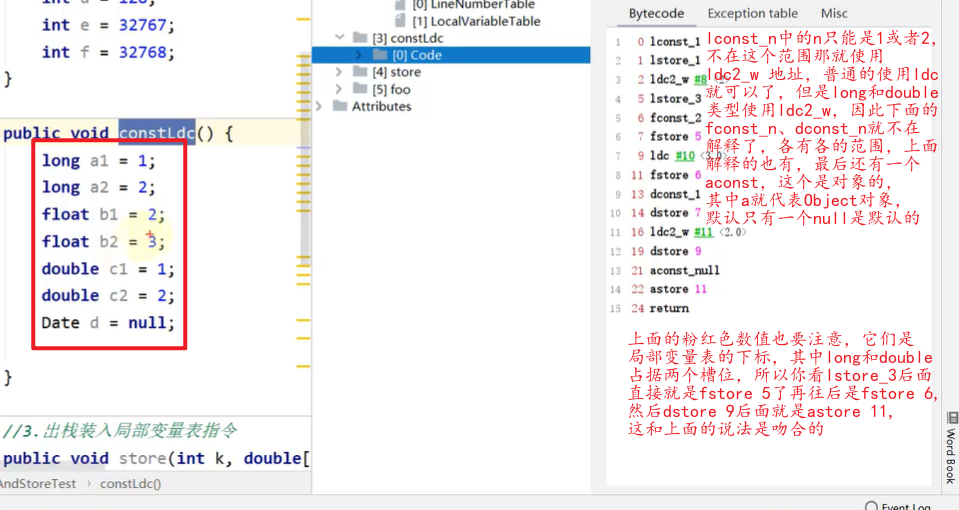 int e = 32767;
int f = 32768;
}
public void constLdc() {
long a1 = 1;
long a2 = 2;
float b1 = 2;
float b2 = 3;
double c1 = 1;
double c2 = 2;
Date d = null;
}
//3.出栈装入局部变量表指令
public void store(int k, double[
AndStoreTest > constLdc()
[0] LineNumberTable
[1] LocalVariableTable
[3] constLdc
[0] Code
[4] store
[5] foo
Attributes
Bytecode Exception table Misc
1 0 lconst_1
2 1 lstore_1
3 2 ldc2_w #8
4 5 lstore_3
5 6 fconst_2
6 7 fstore 5
7 9 ldc #10 <3.0>
8 11 fstore 6
9 13 dconst_1
10 14 dstore 7
11 16 ldc2_w #11 <2.0>
12 19 dstore 9
13 21 aconst_null
14 22 astore 11
15 24 return
lconst_n中的n只能是1或者2,
不在这个范围那就使用
ldc2_w 地址，普通的使用ldc
就可以了，但是long和double
类型使用ldc2_w，因此下面的
fconst_n、dconst_n就不在
解释了，各有各的范围，上面
解释的也有，最后还有一个
aconst，这个是对象的，
其中a就代表Object对象，
默认只有一个null是默认的
上面的粉红色数值也要注意，它们是
局部变量表的下标，其中long和double
占据两个槽位，所以你看lstore_3后面
直接就是fstore 5了再往后是fstore 6,
然后dstore 9后面就是astore 11,
这和上面的说法是吻合的
Word Book
Event Log